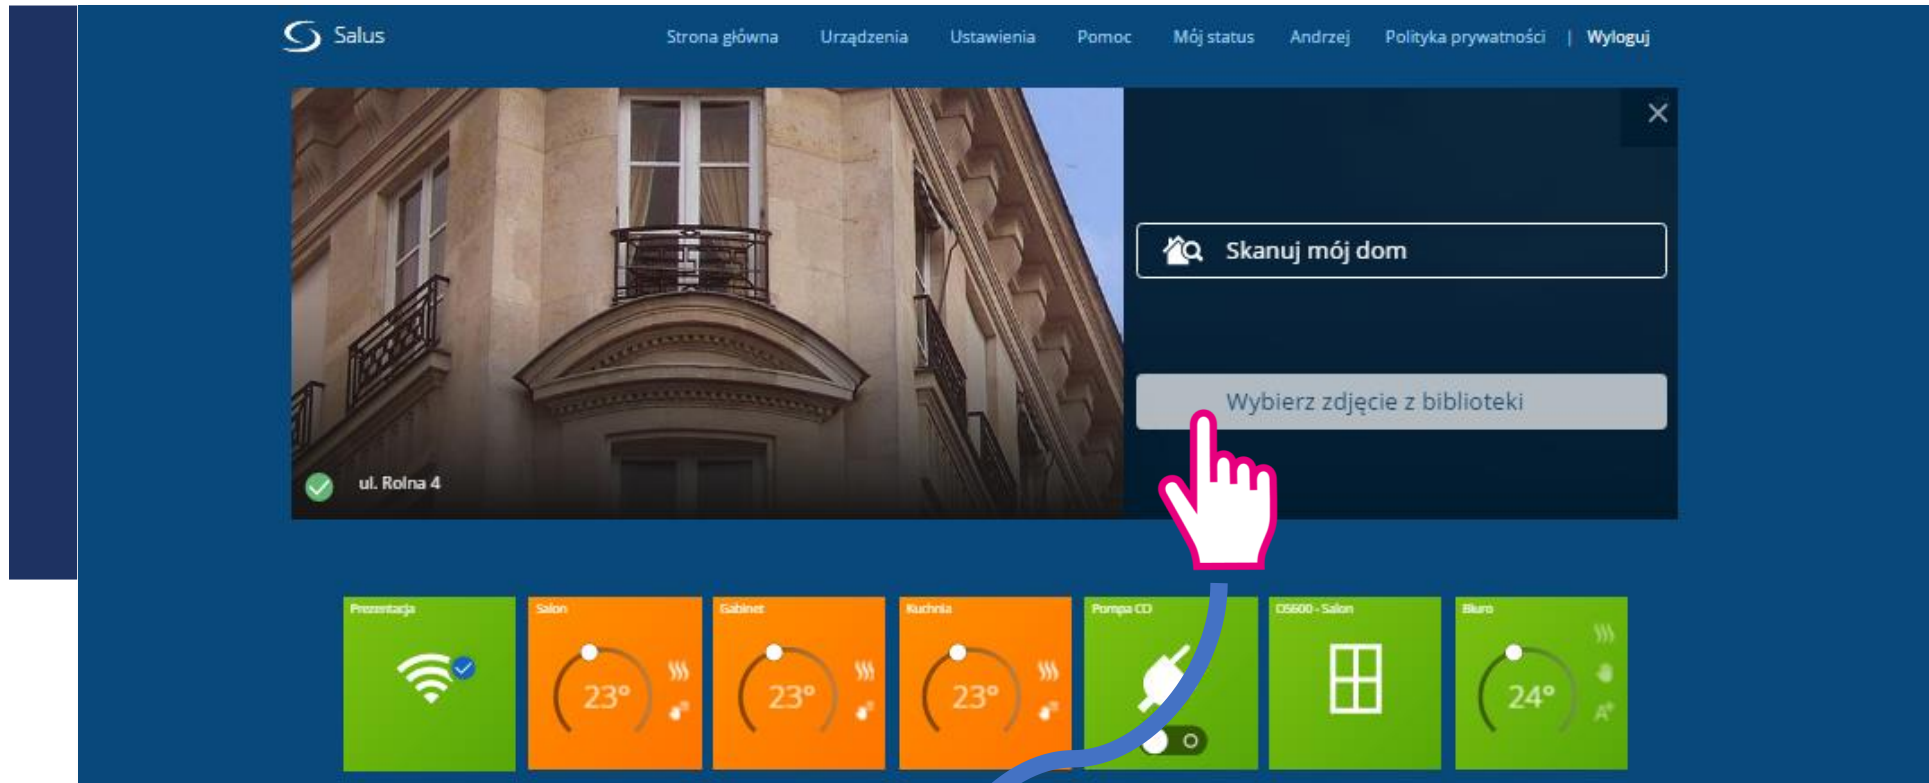 Salus
Strona główna Urządzenia Ustawienia Pomoc Mój status Andrzej Polityka prywatności | Wyloguj
Skanuj mój dom
Wybierz zdjęcie z biblioteki
ul. Rolna 4
Prezentacja
Salon
23°
Gabinet
23°
Kuchnia
23°
Pompa CO
OS600 - Salon
Biuro
24°